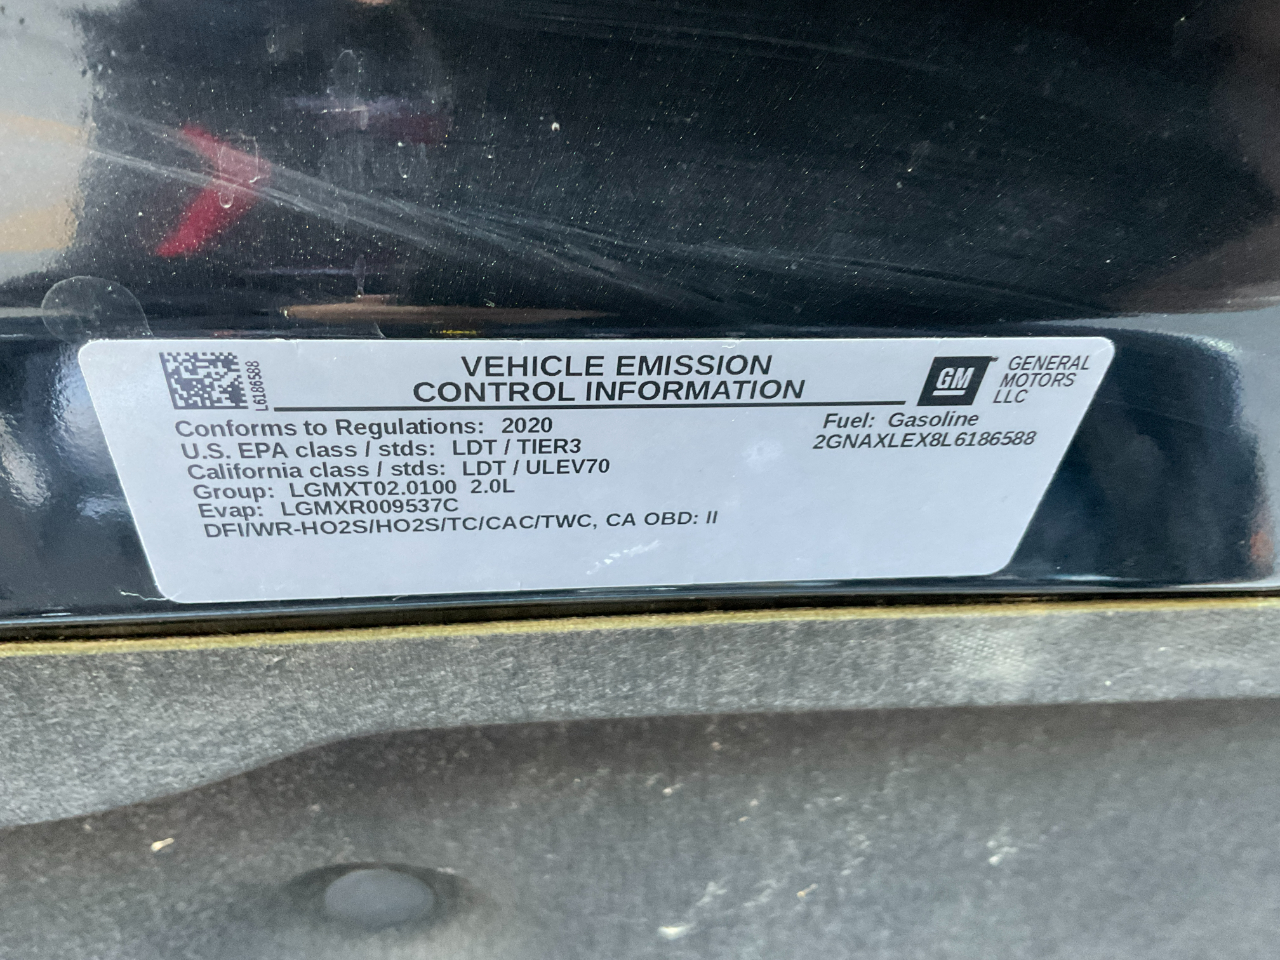 L6186588
VEHICLE EMISSION
CONTROL INFORMATION
GM
GENERAL
MOTORS
LLC
Conforms to Regulations: 2020
U.S. EPA class / stds: LDT / TIER3
California class / stds: LDT / ULEV70
Group: LGMXT02.0100 2.0L
Evap: LGMXR009537C
DFI/WR-HO2S/HO2S/TC/CAC/TWC, CA OBD: II
Fuel: Gasoline
2GNAXLEX8L6186588